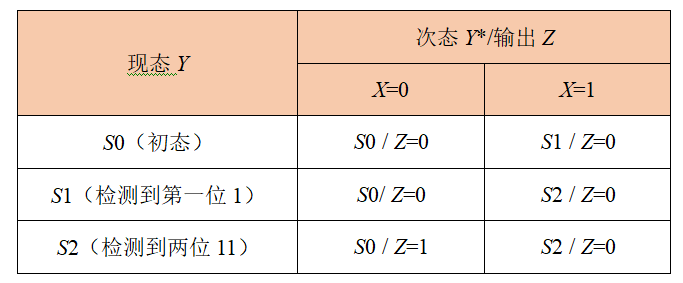 现态 Y
次态 Y*/输出 Z
X=0
X=1
S0（初态）
S0 / Z=0
S1 / Z=0
S1（检测到第一位 1）
S0/ Z=0
S2 / Z=0
S2（检测到两位 11）
S0 / Z=1
S2 / Z=0